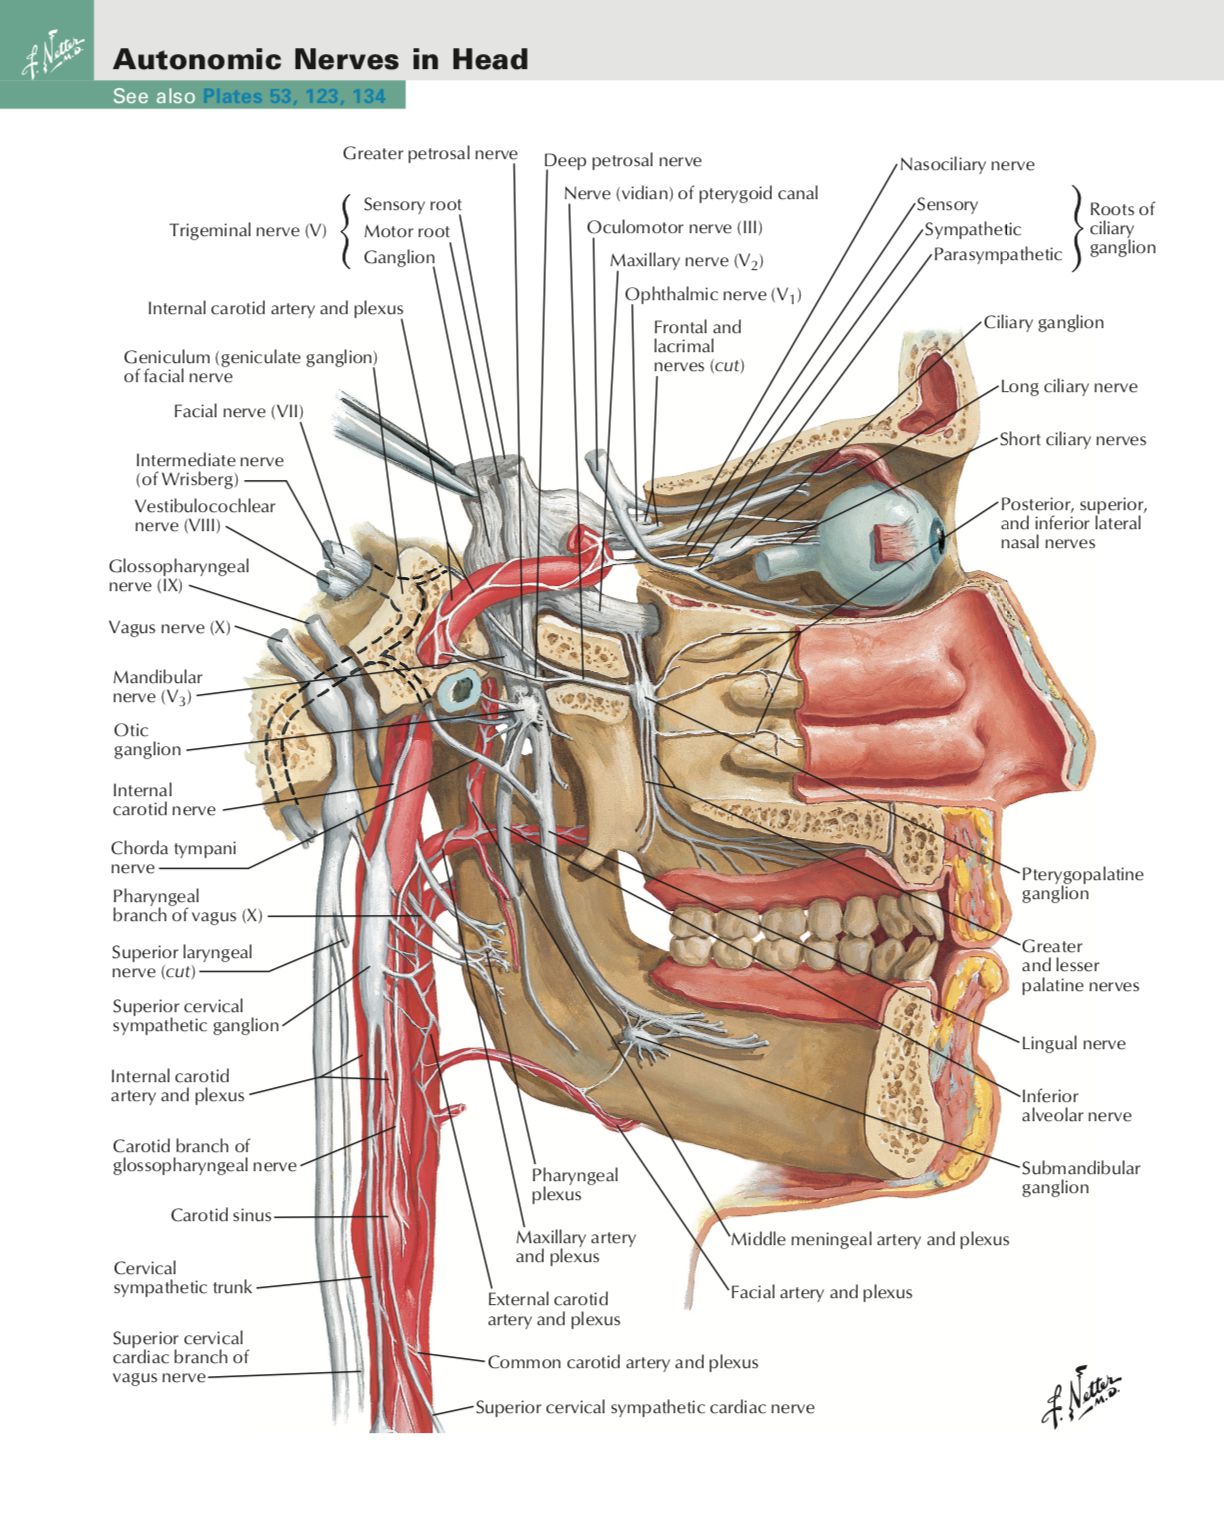 F. Netter M.D.
Autonomic Nerves in Head
See also Plates 53, 123, 134
Greater petrosal nerve
Deep petrosal nerve
Nerve (vidian) of pterygoid canal
Oculomotor nerve (III)
Maxillary nerve (V2)
Ophthalmic nerve (V1)
Frontal and
lacrimal
nerves (cut)
Nasociliary nerve
Sensory
Sympathetic
Parasympathetic
Roots of
ciliary
ganglion
Ciliary ganglion
Long ciliary nerve
Short ciliary nerves
Posterior, superior,
and inferior lateral
nasal nerves
Trigeminal nerve (V)
Sensory root
Motor root
Ganglion
Internal carotid artery and plexus
Geniculum (geniculate ganglion)
of facial nerve
Facial nerve (VII)
Intermediate nerve
(of Wrisberg)
Vestibulocochlear
nerve (VIII)
Glossopharyngeal
nerve (IX)
Vagus nerve (X)
Mandibular
nerve (V3)
Otic
ganglion
Internal
carotid nerve
Chorda tympani
nerve
Pharyngeal
branch of vagus (X)
Superior laryngeal
nerve (cut)
Superior cervical
sympathetic ganglion
Internal carotid
artery and plexus
Carotid branch of
glossopharyngeal nerve
Carotid sinus
Cervical
sympathetic trunk
Superior cervical
cardiac branch of
vagus nerve
Pterygopalatine
ganglion
Greater
and lesser
palatine nerves
Lingual nerve
Inferior
alveolar nerve
Submandibular
ganglion
Middle meningeal artery and plexus
Facial artery and plexus
Pharyngeal
plexus
Maxillary artery
and plexus
External carotid
artery and plexus
Common carotid artery and plexus
Superior cervical sympathetic cardiac nerve
F. Netter M.D.